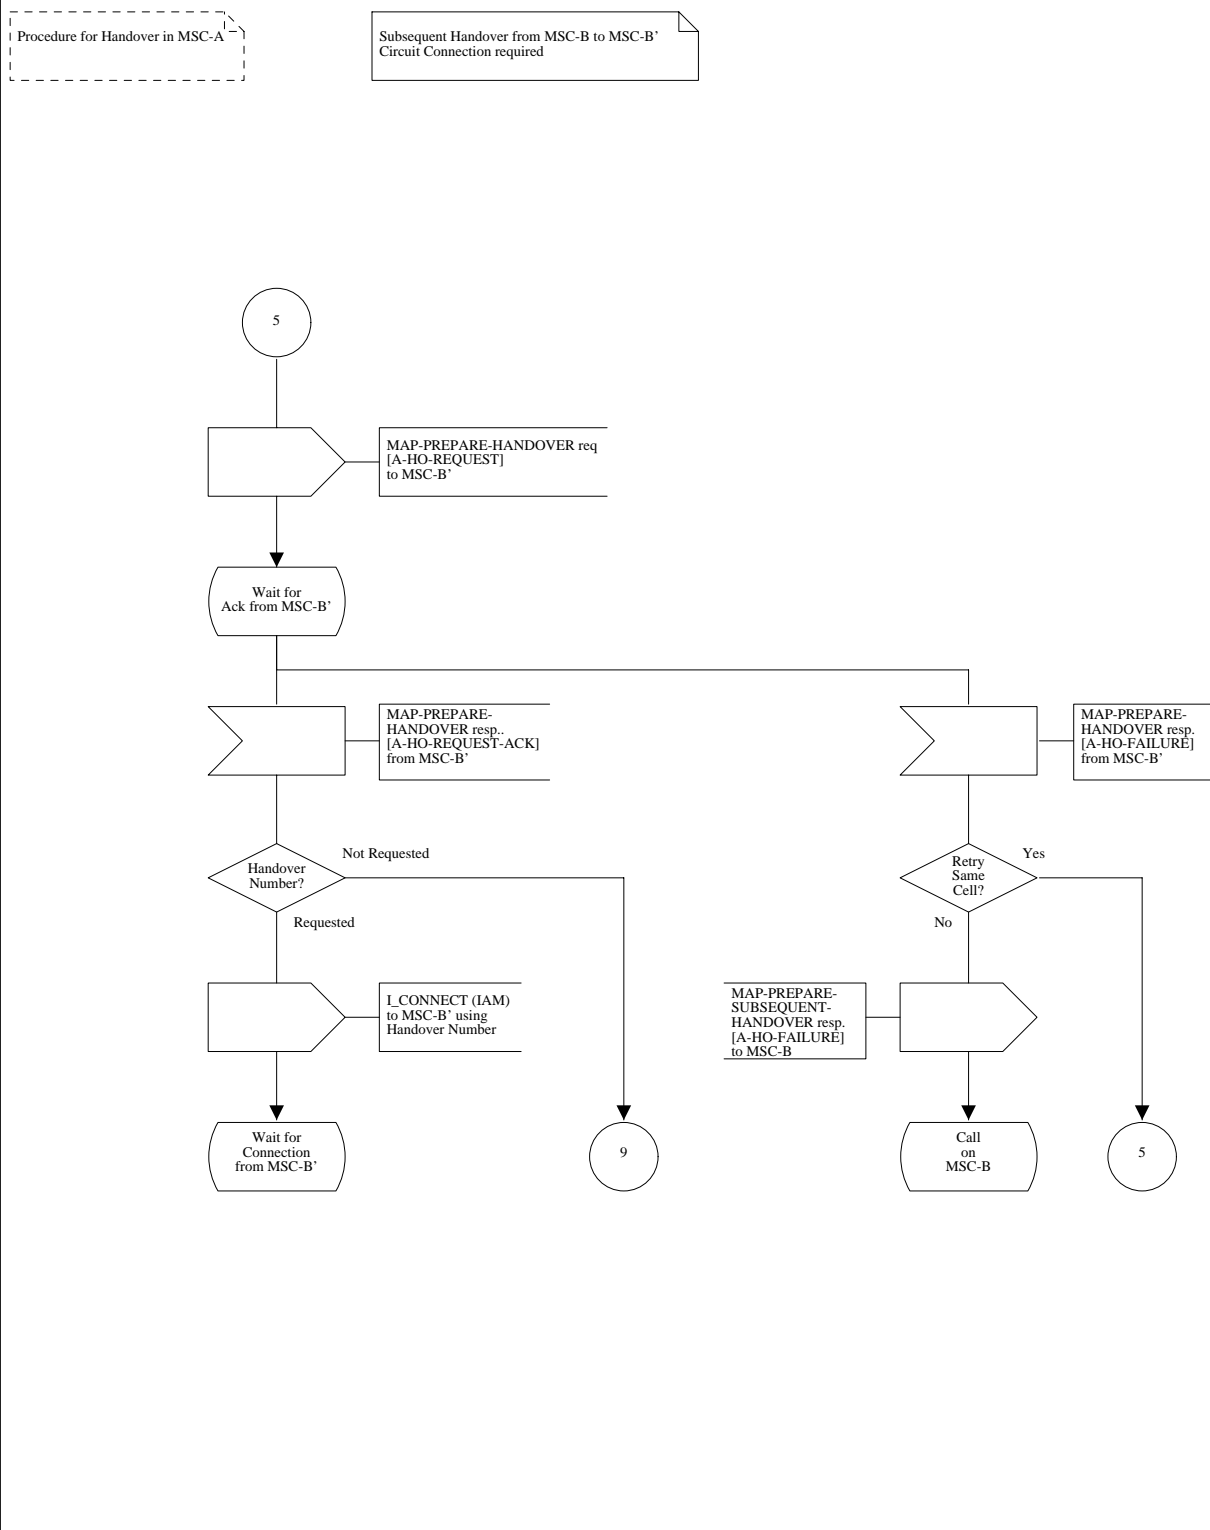 Procedure for Handover in MSC-A
Subsequent Handover from MSC-B to MSC-B’
Circuit Connection required
5
MAP-PREPARE-HANDOVER req
[A-HO-REQUEST]
to MSC-B’
Wait for
Ack from MSC-B’
MAP-PREPARE-
HANDOVER resp..
[A-HO-REQUEST-ACK]
from MSC-B’
MAP-PREPARE-
HANDOVER resp.
[A-HO-FAILURE]
from MSC-B’
Handover
Number?
Not Requested
Requested
Retry
Same
Cell?
Yes
No
I_CONNECT (IAM)
to MSC-B’ using
Handover Number
MAP-PREPARE-
SUBSEQUENT-
HANDOVER resp.
[A-HO-FAILURE]
to MSC-B
Wait for
Connection
from MSC-B’
9
Call
on
MSC-B
5